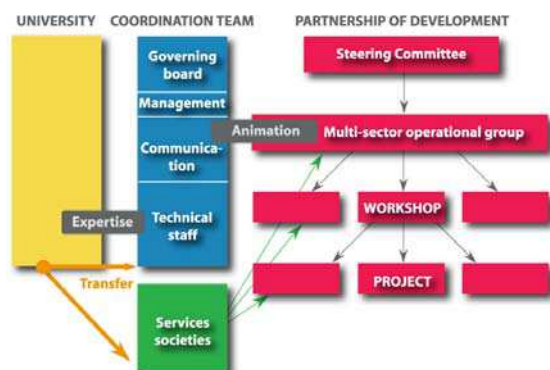 UNIVERSITY
COORDINATION TEAM
PARTNERSHIP OF DEVELOPMENT
Governing
board
Management
Communica-
tion
Technical
staff
Expertise
Animation
Transfer
Services
societies
Steering Committee
Multi-sector operational group
WORKSHOP
PROJECT